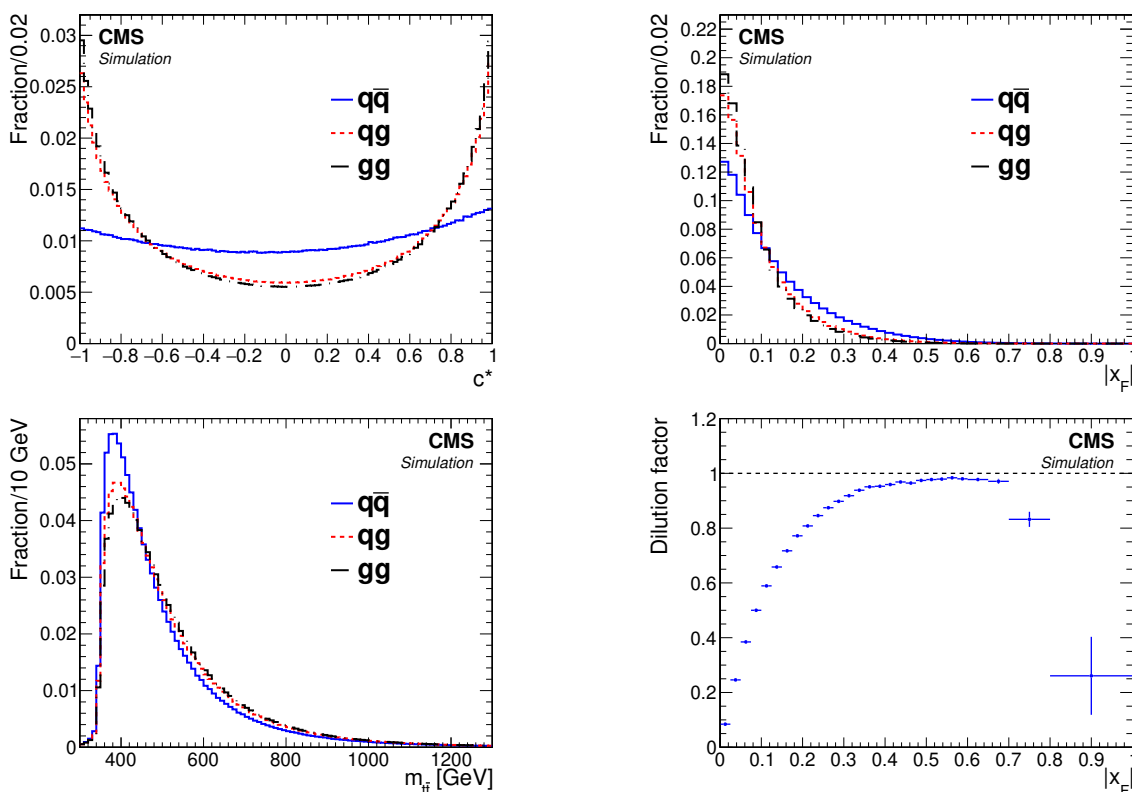 CMS
Simulation
Fraction/0.02
0.03
0.025
0.02
0.015
0.01
0.005
0
qq̄
qg
gg
−1 −0.8 −0.6 −0.4 −0.2 0 0.2 0.4 0.6 0.8 1
c*
CMS
Simulation
Fraction/0.02
0.22
0.2
0.18
0.16
0.14
0.12
0.1
0.08
0.06
0.04
0.02
0
qq̄
qg
gg
0 0.1 0.2 0.3 0.4 0.5 0.6 0.7 0.8 0.9 1
|x_F|
CMS
Simulation
Fraction/10 GeV
0.05
0.04
0.03
0.02
0.01
0
qq̄
qg
gg
400 600 800 1000 1200
m_tt̄ [GeV]
CMS
Simulation
Dilution factor
1.2
1
0.8
0.6
0.4
0.2
0
0 0.1 0.2 0.3 0.4 0.5 0.6 0.7 0.8 0.9 1
|x_F|